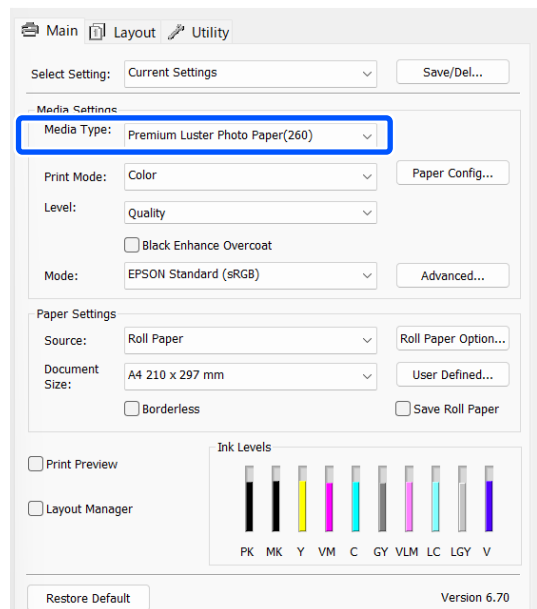 Main Layout Utility
Select Setting: Current Settings Save/Del...
Media Settings
Media Type: Premium Luster Photo Paper(260)
Print Mode: Color Paper Config...
Level: Quality
Black Enhance Overcoat
Mode: EPSON Standard (sRGB) Advanced...
Paper Settings
Source: Roll Paper Roll Paper Option...
Document
Size: A4 210 x 297 mm User Defined...
Borderless Save Roll Paper
Ink Levels
Print Preview
Layout Manager
PK MK Y VM C GY VLM LC LGY V
Restore Default Version 6.70